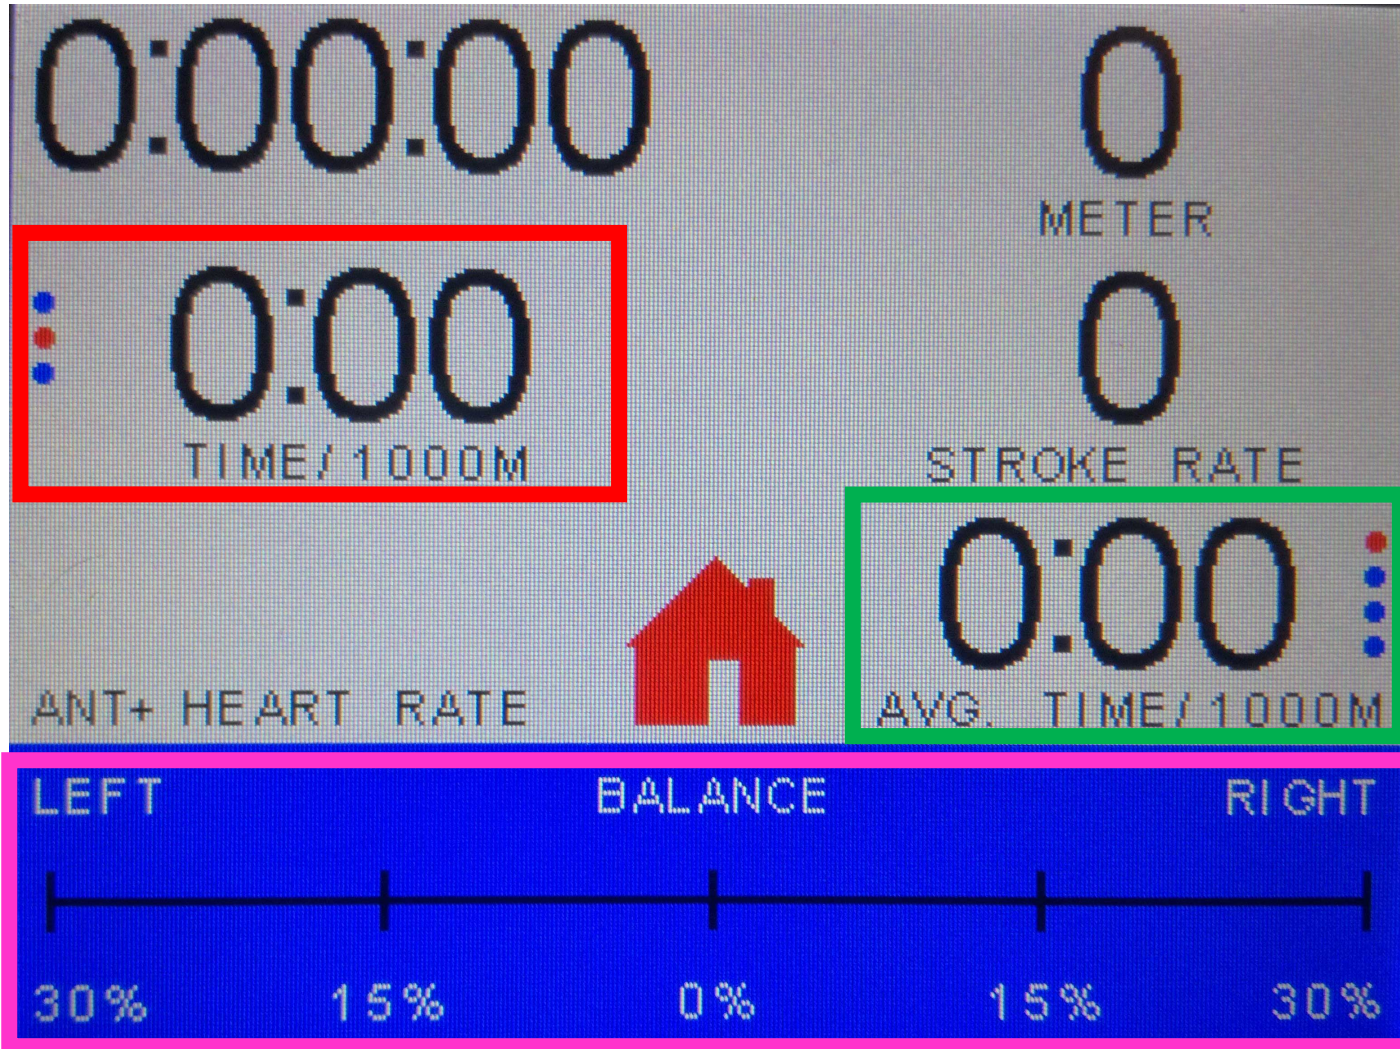 0:00:00
0
METER
0:00
0
TIME/1000M
STROKE RATE
0:00
ANT+ HEART RATE
AVG. TIME/1000M
LEFT BALANCE RIGHT
30% 15% 0% 15% 30%